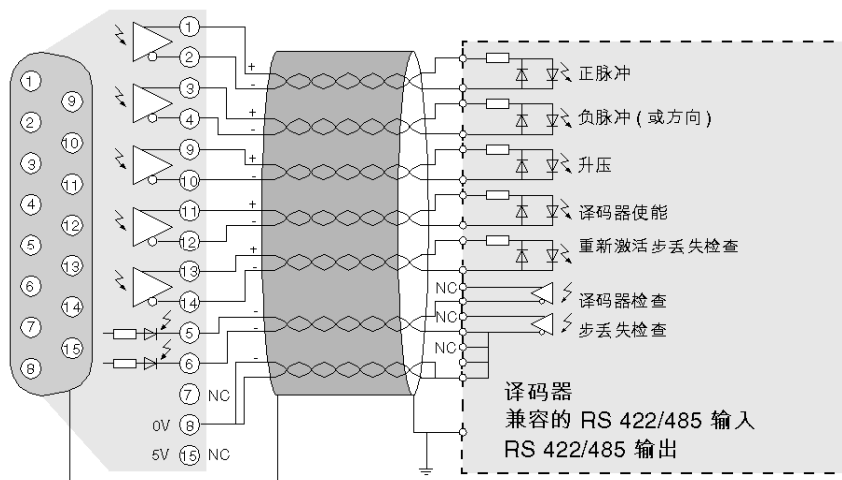 1
2
3
4
5
6
7
8
9
10
11
12
13
14
15
1
2
3
4
9
10
11
12
13
14
5
6
7 NC
0V 8
5V 15 NC
+
-
+
-
+
-
+
-
+
-
-
-
-
正脉冲
负脉冲 ( 或方向 )
升压
译码器使能
重新激活步丢失检查
NC
译码器检查
NC
步丢失检查
NC
译码器
兼容的 RS 422/485 输入
RS 422/485 输出